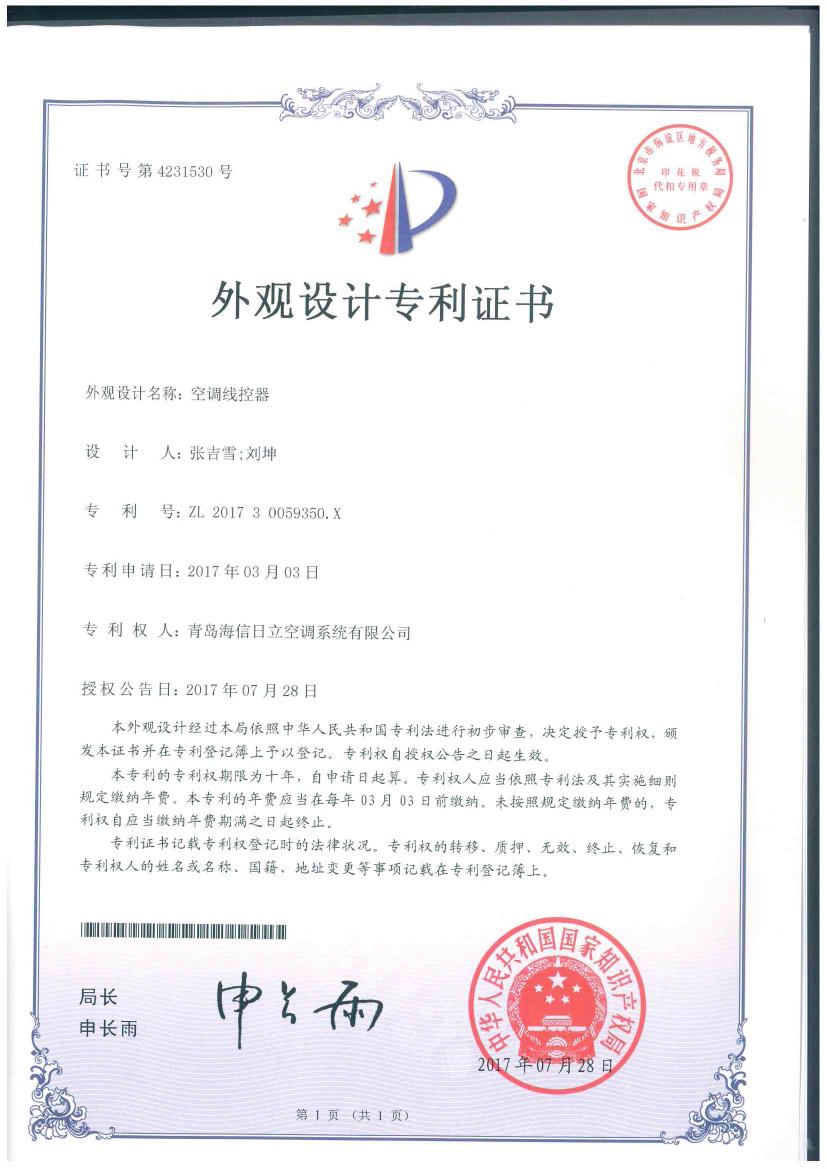 证书号第4231530号
北京市海淀区地方税务局
印花税
代扣专用章
国家知识产权局
外观设计专利证书
外观设计名称：空调线控器
设计人：张吉雪;刘坤
专利号：ZL 2017 3 0059350.X
专利申请日：2017年03月03日
专利权人：青岛海信日立空调系统有限公司
授权公告日：2017年07月28日
本外观设计经过本局依照中华人民共和国专利法进行初步审查，决定授予专利权，颁
发本证书并在专利登记簿上予以登记。专利权自授权公告之日起生效。
本专利的专利权期限为十年，自申请日起算。专利权人应当依照专利法及其实施细则
规定缴纳年费。本专利的年费应当在每年03月03日前缴纳。未按照规定缴纳年费的，专
利权自应当缴纳年费期满之日起终止。
专利证书记载专利权登记时的法律状况。专利权的转移、质押、无效、终止、恢复和
专利权人的姓名或名称、国籍、地址变更等事项记载在专利登记簿上。
局长
申长雨
申长雨
中华人民共和国国家知识产权局
2017年07月28日
第1页（共1页）